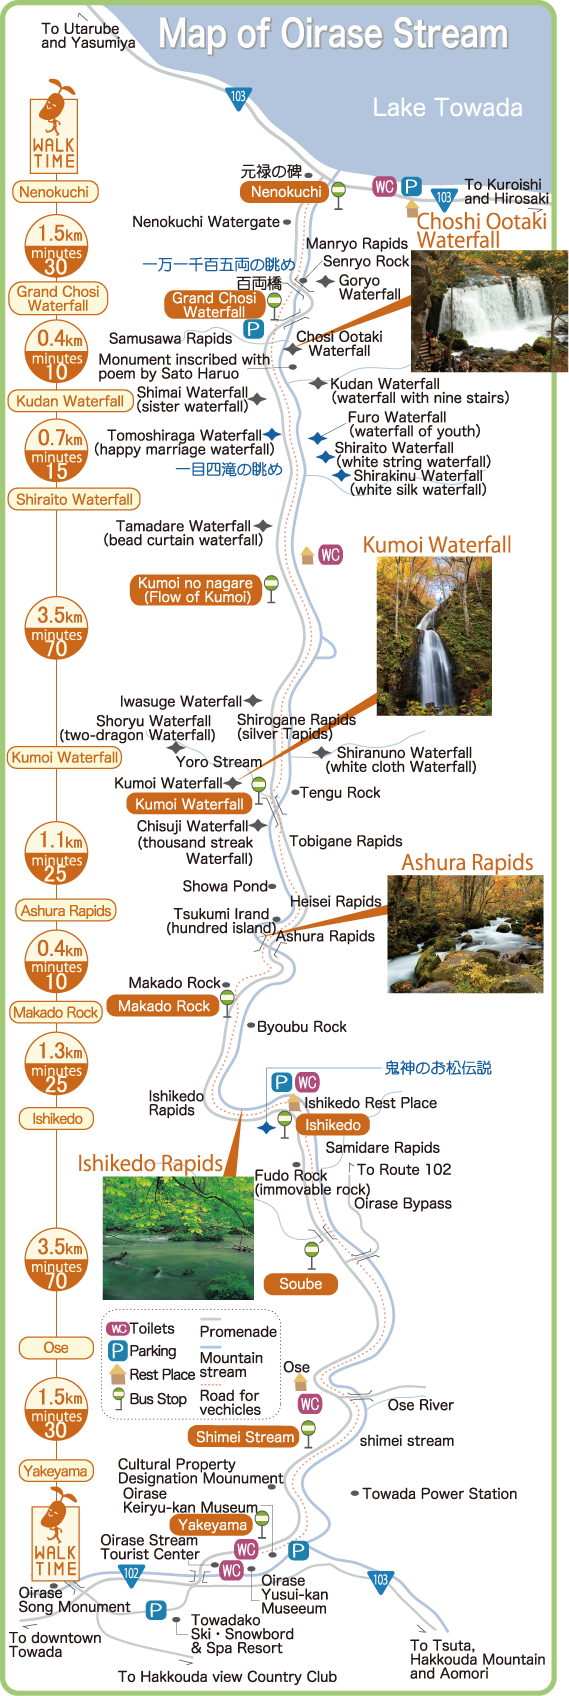 To Utarube
and Yasumiya
Map of Oirase Stream
103
Lake Towada
WALK
TIME
元禄の碑
Nenokuchi
Nenokuchi
WC
P
To Kuroishi
and Hirosaki
103
Nenokuchi Watergate
1.5km
minutes
30
Choshi Ootaki
Waterfall
Manryo Rapids
Senryo Rock
一万一千百五両の眺め
百両橋
Goryo
Waterfall
Grand Chosi
Waterfall
Grand Chosi
Waterfall
P
Samusawa Rapids
Chosi Ootaki
Waterfall
0.4km
minutes
10
Monument inscribed with
poem by Sato Haruo
Kudan Waterfall
Shimai Waterfall
(sister waterfall)
Kudan Waterfall
(waterfall with nine stairs)
Furo Waterfall
(waterfall of youth)
0.7km
minutes
15
Tomoshiraga Waterfall
(happy marriage waterfall)
Shiraito Waterfall
(white string waterfall)
一目四滝の眺め
Shirakinu Waterfall
(white silk waterfall)
Shiraito Waterfall
Tamadare Waterfall
(bead curtain waterfall)
WC
Kumoi Waterfall
Kumoi no nagare
(Flow of Kumoi)
3.5km
minutes
70
Iwasuge Waterfall
Shoryu Waterfall
(two-dragon Waterfall)
Shirogane Rapids
(silver Tapids)
Kumoi Waterfall
Yoro Stream
Shiranuno Waterfall
(white cloth Waterfall)
Kumoi Waterfall
Kumoi Waterfall
Tengu Rock
Chisuji Waterfall
(thousand streak
Waterfall)
1.1km
minutes
25
Tobigane Rapids
Ashura Rapids
Showa Pond
Heisei Rapids
Ashura Rapids
Tsukumi Irand
(hundred island)
Ashura Rapids
0.4km
minutes
10
Makado Rock
Makado Rock
Makado Rock
Byoubu Rock
1.3km
minutes
25
鬼神のお松伝説
P
WC
Ishikedo
Rapids
Ishikedo Rest Place
Ishikedo
Ishikedo
Samidare Rapids
Ishikedo Rapids
To Route 102
Fudo Rock
(immovable rock)
Oirase Bypass
3.5km
minutes
70
Soube
WC Toilets
P Parking
Rest Place
Bus Stop
Promenade
Mountain
stream
Road for
vechicles
Ose
Ose
WC
Ose River
1.5km
minutes
30
Shimei Stream
shimei stream
Yakeyama
Cultural Property
Designation Mounument
Oirase
Keiryu-kan Museum
Towada Power Station
WALK
TIME
Yakeyama
Oirase Stream
Tourist Center
WC
P
102
WC
103
Oirase
Song Monument
Oirase
Yusui-kan
Museeum
P
Towadako
Ski・Snowbord
& Spa Resort
To downtown
Towada
To Tsuta,
Hakkouda Mountain
and Aomori
To Hakkouda view Country Club